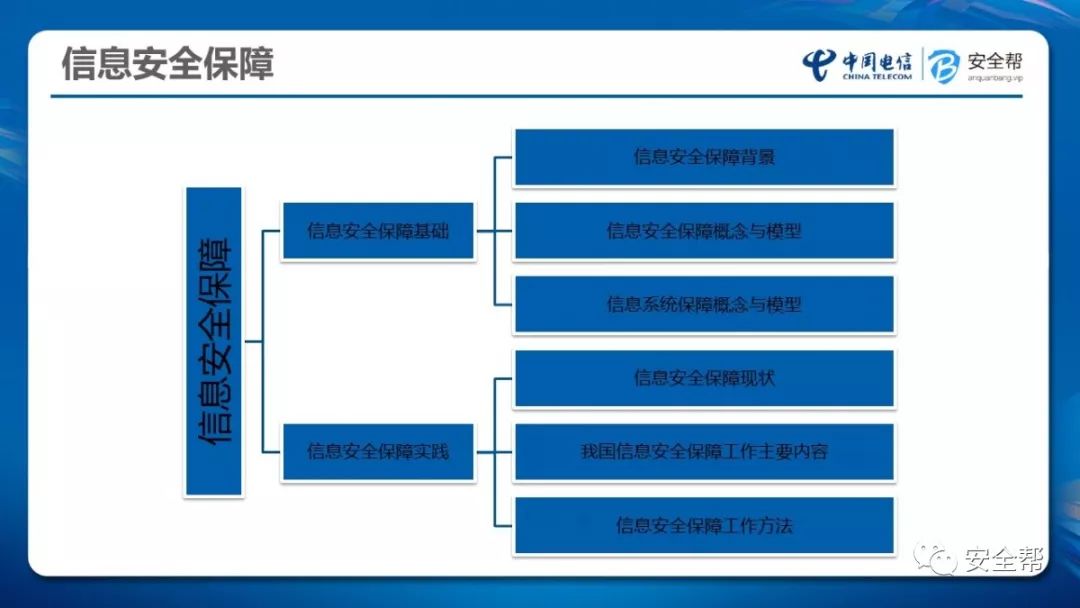 信息安全保障
中国电信
CHINA TELECOM
安全帮
anquanbang.vip
信息安全保障
信息安全保障基础
信息安全保障背景
信息安全保障概念与模型
信息系统保障概念与模型
信息安全保障实践
信息安全保障现状
我国信息安全保障工作主要内容
信息安全保障工作方法
安全帮